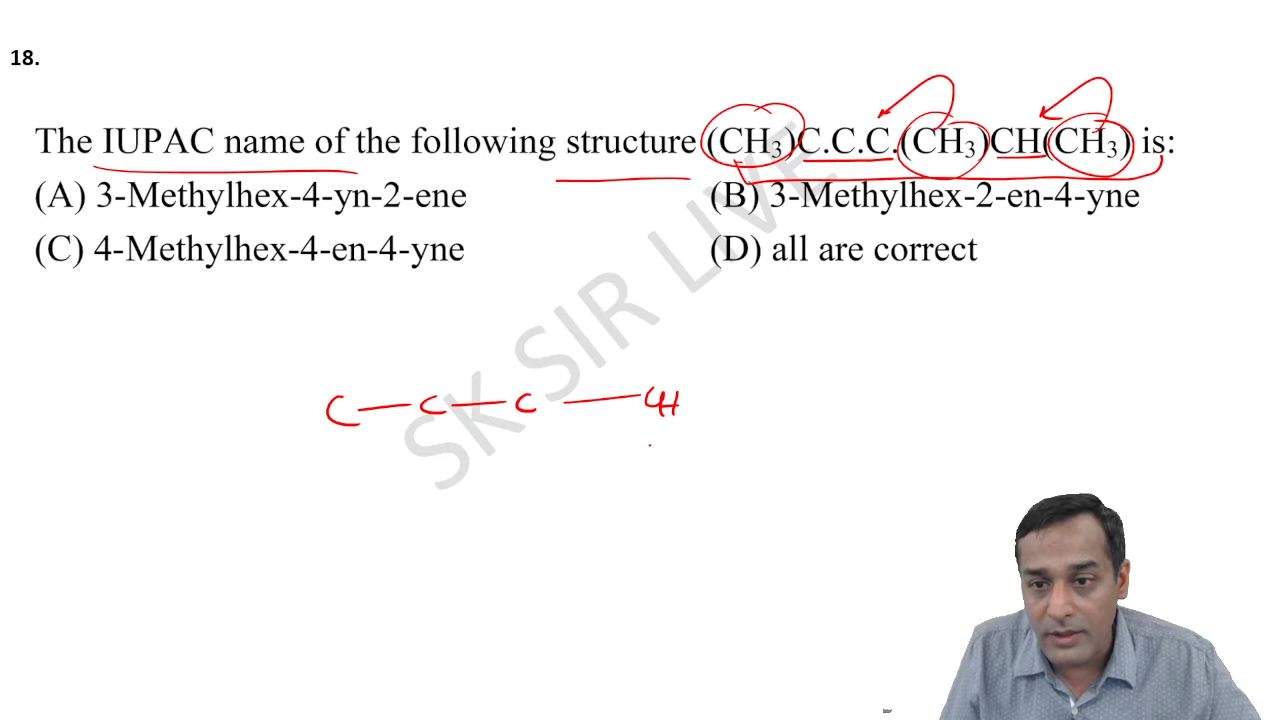 18.
The IUPAC name of the following structure (CH₃)C.C.C.(CH₃)CH(CH₃) is:
(A) 3-Methylhex-4-yn-2-ene (B) 3-Methylhex-2-en-4-yne
(C) 4-Methylhex-4-en-4-yne (D) all are correct
SK SIR LIVE
C — C — C — CH